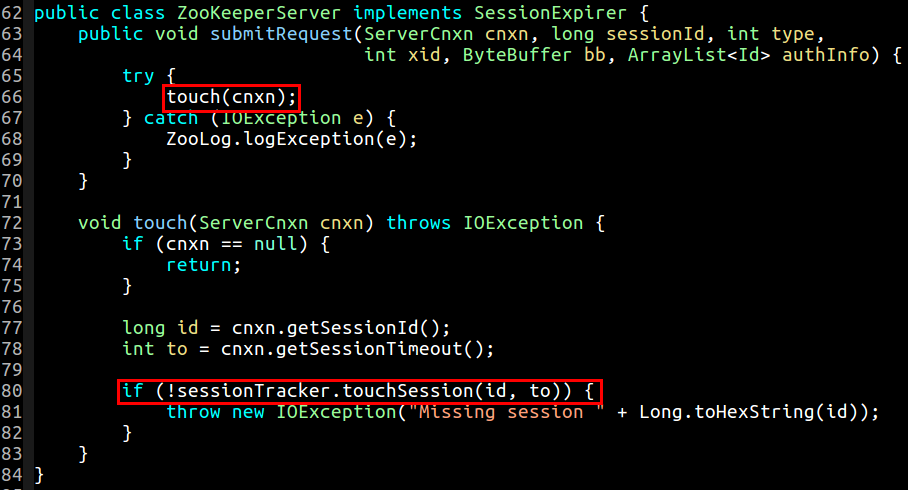 62 public class ZooKeeperServer implements SessionExpirer {
63     public void submitRequest(ServerCnxn cnxn, long sessionId, int type,
64                               int xid, ByteBuffer bb, ArrayList<Id> authInfo) {
65         try {
66             touch(cnxn);
67         } catch (IOException e) {
68             ZooLog.logException(e);
69         }
70     }
71
72     void touch(ServerCnxn cnxn) throws IOException {
73         if (cnxn == null) {
74             return;
75         }
76
77         long id = cnxn.getSessionId();
78         int to = cnxn.getSessionTimeout();
79
80         if (!sessionTracker.touchSession(id, to)) {
81             throw new IOException("Missing session " + Long.toHexString(id));
82         }
83     }
84 }